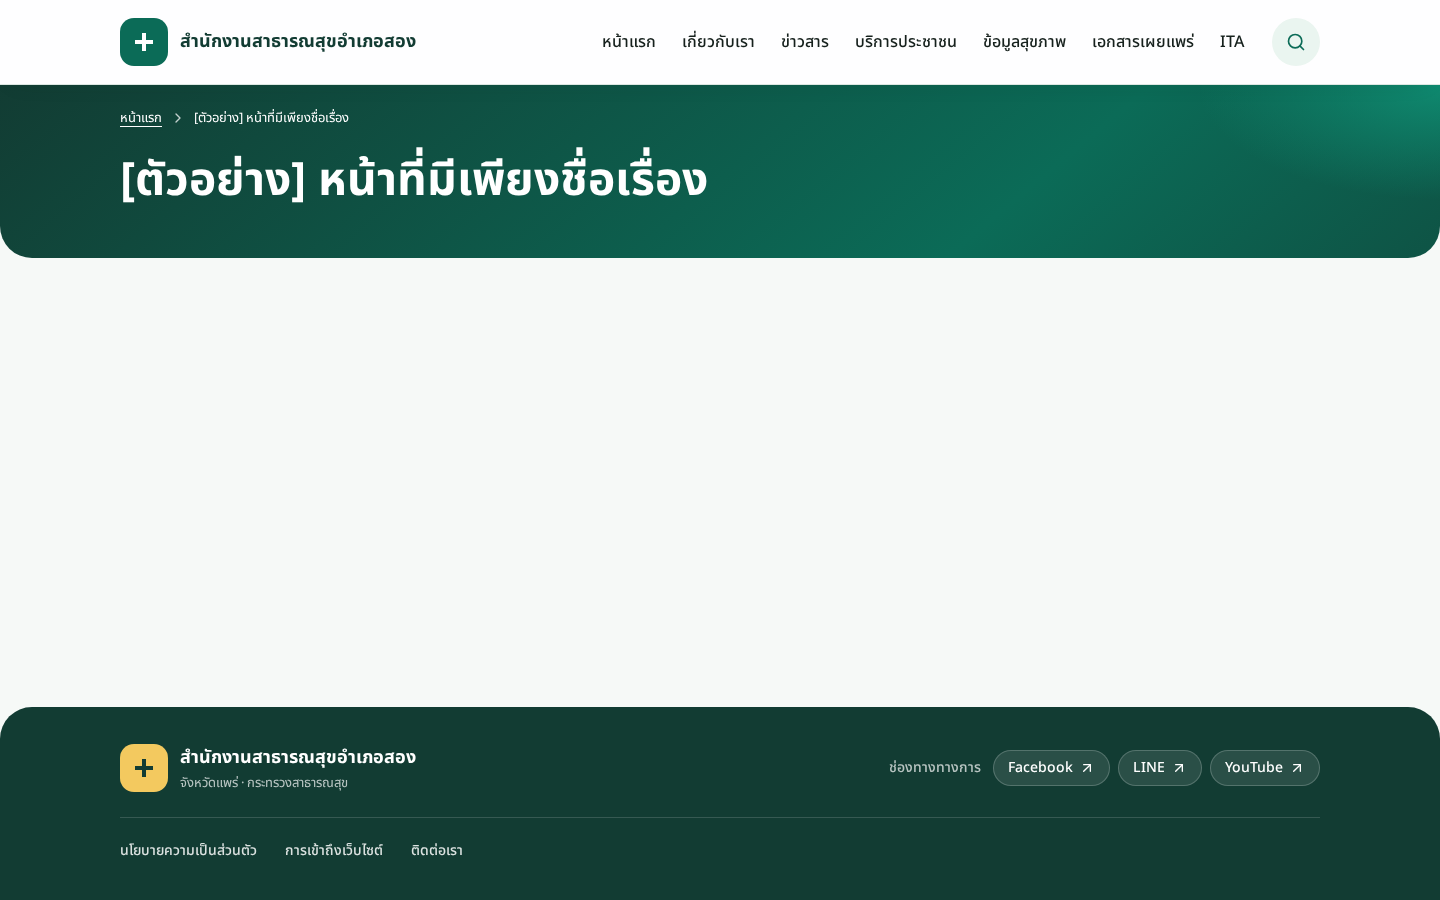 สำนักงานสาธารณสุขอำเภอสอง
หน้าแรก เกี่ยวกับเรา ข่าวสาร บริการประชาชน ข้อมูลสุขภาพ เอกสารเผยแพร่ ITA
หน้าแรก [ตัวอย่าง] หน้าที่มีเพียงชื่อเรื่อง
[ตัวอย่าง] หน้าที่มีเพียงชื่อเรื่อง
สำนักงานสาธารณสุขอำเภอสอง
จังหวัดแพร่ · กระทรวงสาธารณสุข
ช่องทางทางการ Facebook LINE YouTube
นโยบายความเป็นส่วนตัว การเข้าถึงเว็บไซต์ ติดต่อเรา